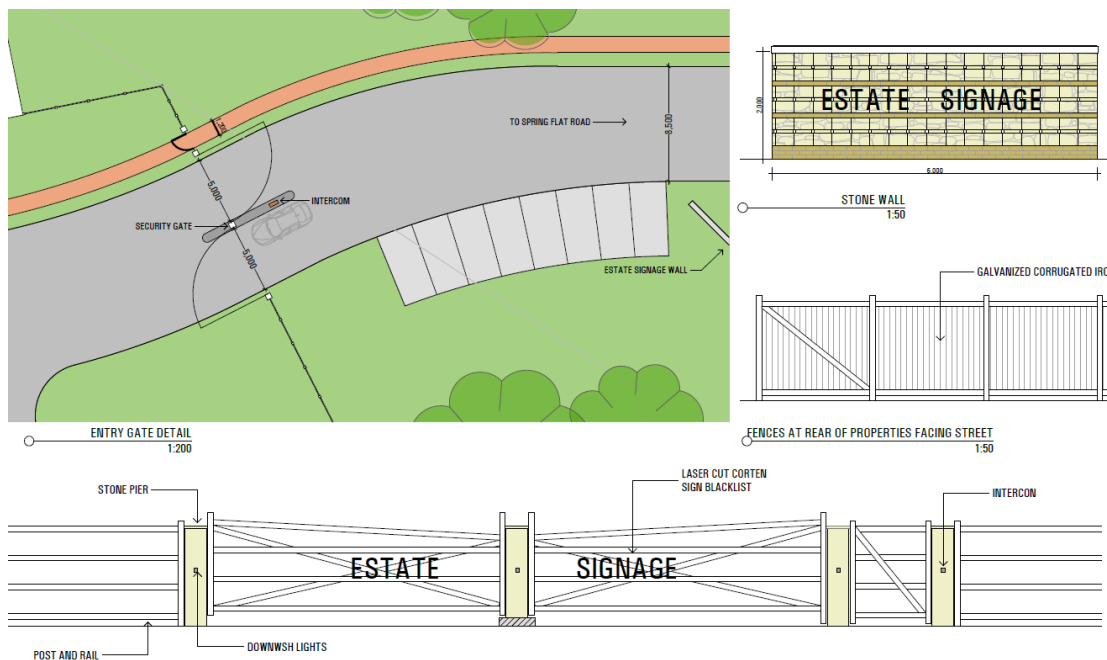 TO SPRING FLAT ROAD
8,500
1,200
5,000
INTERCOM
SECURITY GATE
5,000
ESTATE SIGNAGE WALL
ENTRY GATE DETAIL
1:200
2,000
ESTATE SIGNAGE
6,000
STONE WALL
1:50
GALVANIZED CORRUGATED IRO
FENCES AT REAR OF PROPERTIES FACING STREET
1:50
STONE PIER
LASER CUT CORTEN
SIGN BLACKLIST
INTERCON
ESTATE SIGNAGE
POST AND RAIL
DOWNWSH LIGHTS